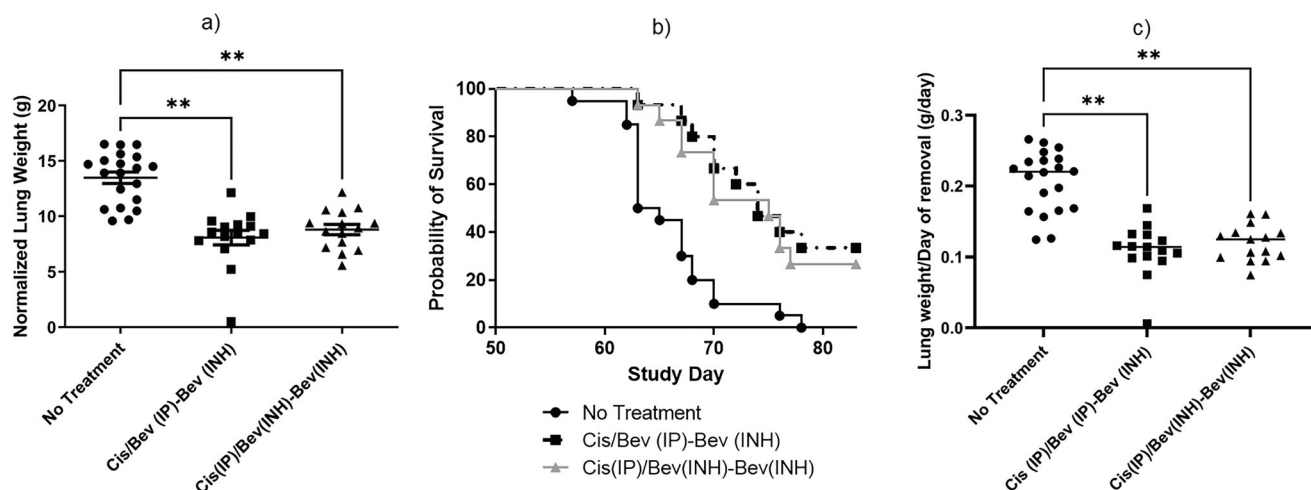 a)
**
**
Normalized Lung Weight (g)
20
15
10
5
0
No Treatment
Cis/Bev (IP)-Bev (INH)
Cis(IP)/Bev(INH)-Bev(INH)
b)
Probability of Survival
100
80
60
40
20
0
50
60
70
80
Study Day
No Treatment
Cis/Bev (IP)-Bev (INH)
Cis(IP)/Bev(INH)-Bev(INH)
c)
**
**
Lung weight/Day of removal (g/day)
0.3
0.2
0.1
0.0
No Treatment
Cis (IP)/Bev (IP)-Bev (INH)
Cis(IP)/Bev(INH)-Bev(INH)